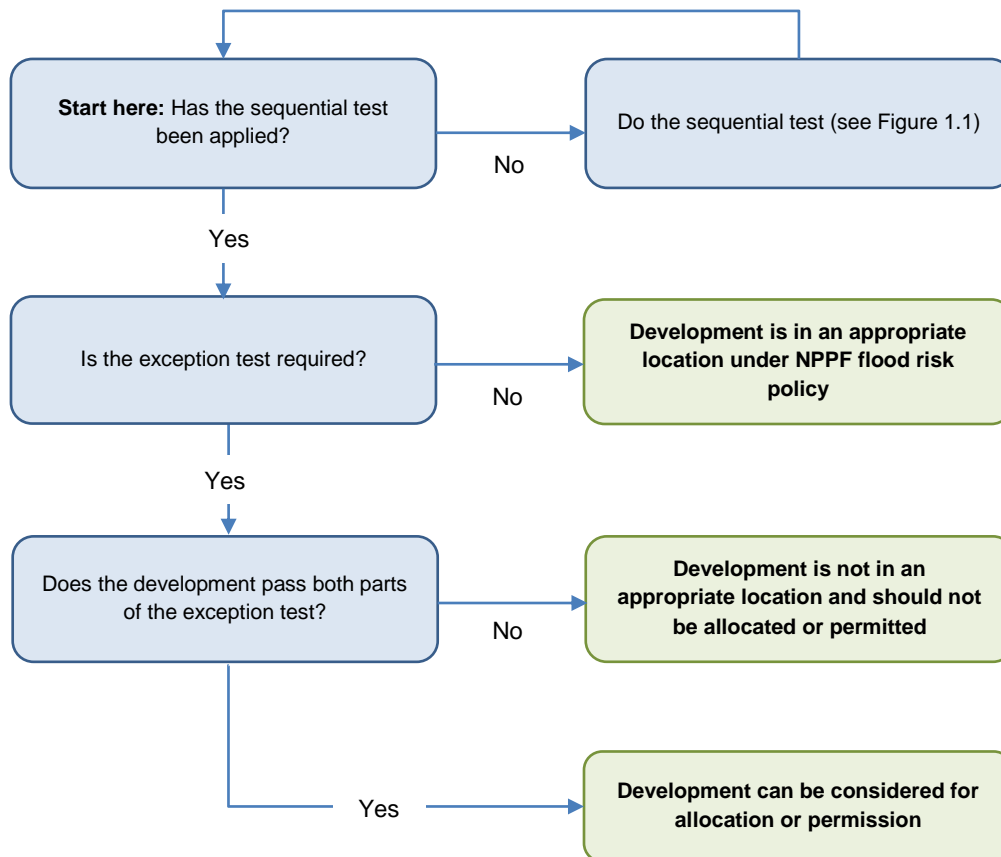 Start here: Has the sequential test
been applied?
No
Do the sequential test (see Figure 1.1)
Yes
Is the exception test required?
No
Development is in an appropriate
location under NPPF flood risk
policy
Yes
Does the development pass both parts
of the exception test?
No
Development is not in an
appropriate location and should not
be allocated or permitted
Yes
Development can be considered for
allocation or permission